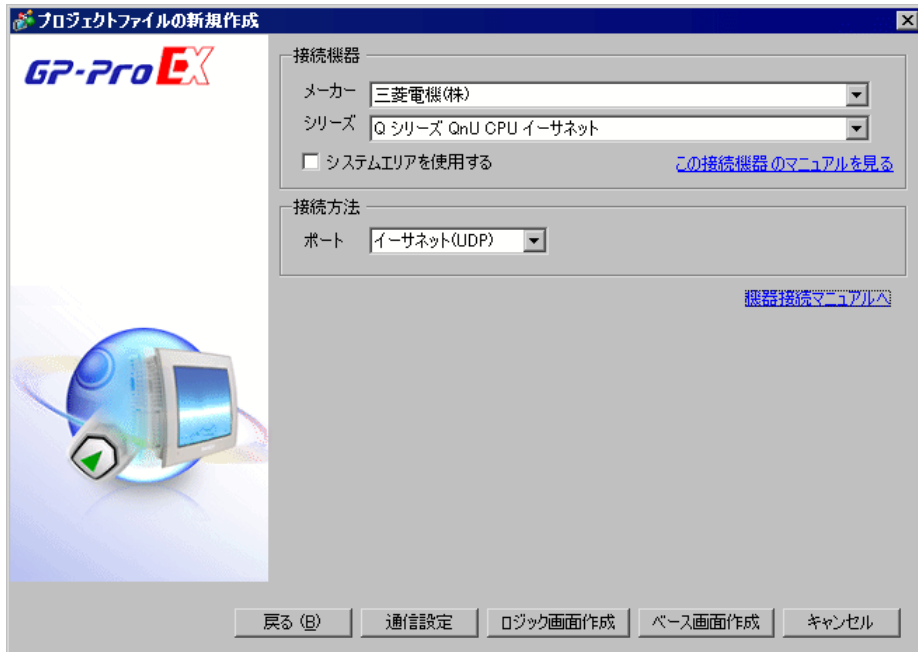 プロジェクトファイルの新規作成
GP-Pro EX
接続機器
メーカー 三菱電機(株)
シリーズ Q シリーズ QnU CPU イーサネット
システムエリアを使用する この接続機器のマニュアルを見る
接続方法
ポート イーサネット(UDP)
機器接続マニュアルへ
戻る (B) 通信設定 ロジック画面作成 ベース画面作成 キャンセル